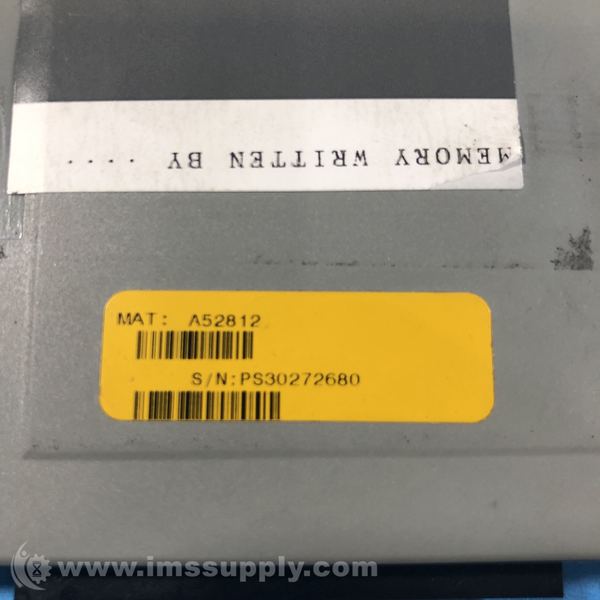 MEMORY WRITTEN BY ....
MAT: A52812
S/N:PS30272680
www.imssupply.com